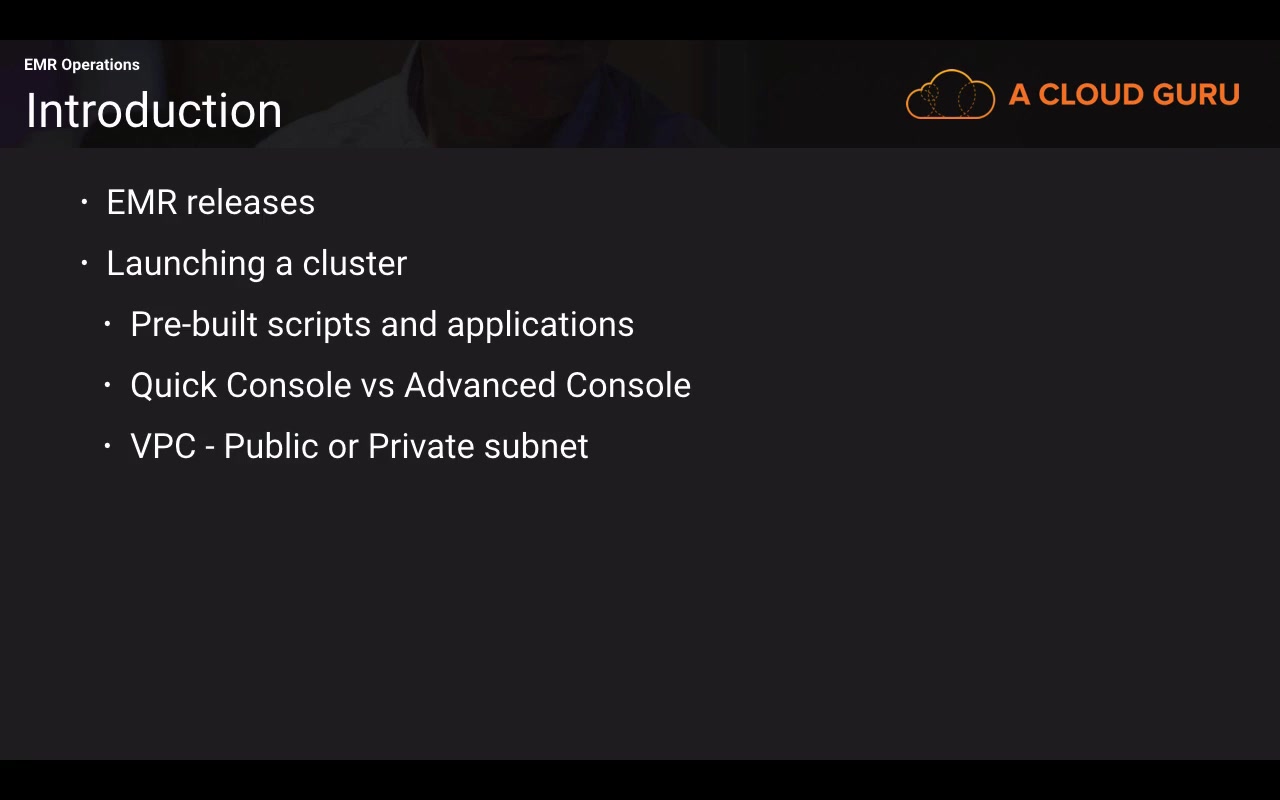 EMR Operations
Introduction
A CLOUD GURU
• EMR releases
• Launching a cluster
• Pre-built scripts and applications
• Quick Console vs Advanced Console
• VPC - Public or Private subnet